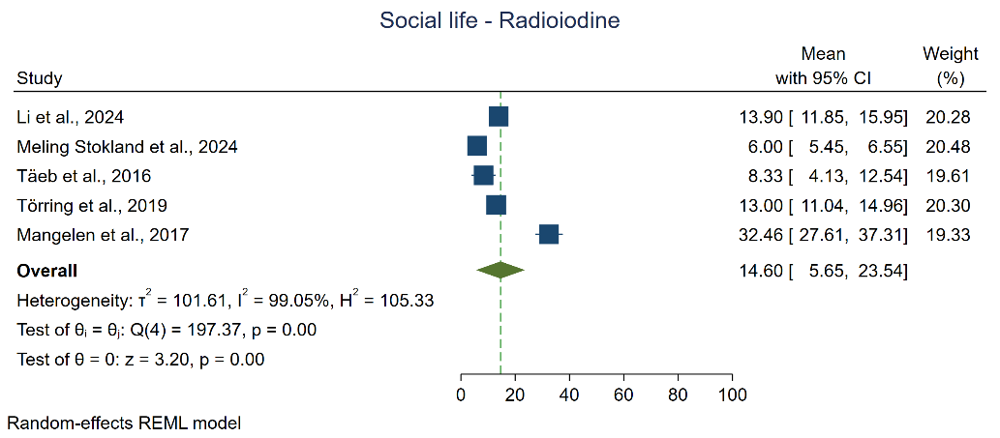 Social life - Radioiodine
Mean
Weight
Study
with 95% CI
(%)
Li et al., 2024 13.90 [ 11.85, 15.95] 20.28
Meling Stokland et al., 2024 6.00 [ 5.45, 6.55] 20.48
Täeb et al., 2016 8.33 [ 4.13, 12.54] 19.61
Törring et al., 2019 13.00 [ 11.04, 14.96] 20.30
Mangelen et al., 2017 32.46 [ 27.61, 37.31] 19.33
Overall 14.60 [ 5.65, 23.54]
Heterogeneity: τ² = 101.61, I² = 99.05%, H² = 105.33
Test of θᵢ = θⱼ: Q(4) = 197.37, p = 0.00
Test of θ = 0: z = 3.20, p = 0.00
0 20 40 60 80 100
Random-effects REML model